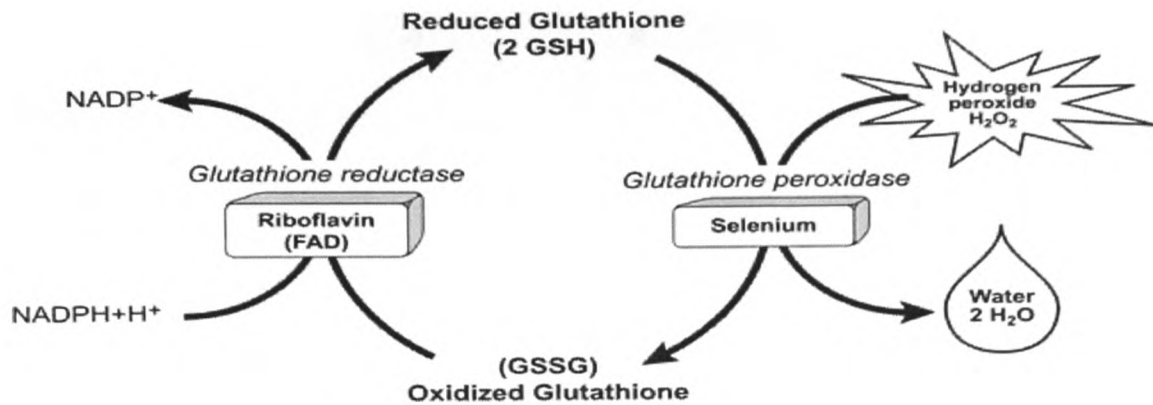 Reduced Glutathione
(2 GSH)
NADP⁺
Hydrogen
peroxide
H₂O₂
Glutathione reductase
Glutathione peroxidase
Riboflavin
(FAD)
Selenium
NADPH+H⁺
Water
2 H₂O
(GSSG)
Oxidized Glutathione